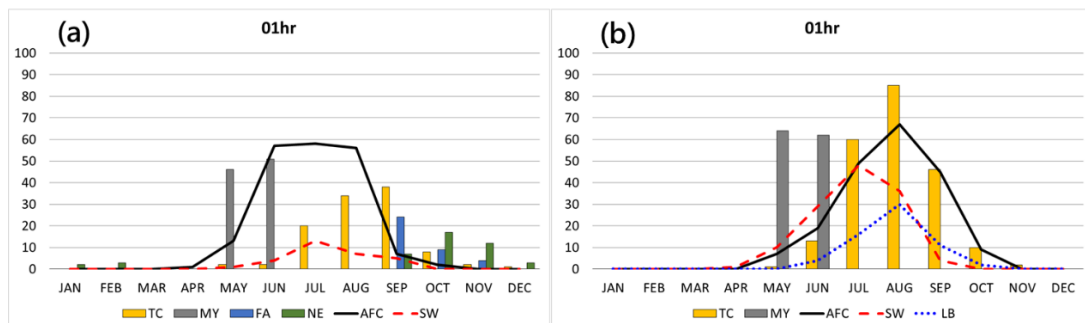 (a)
01hr
100
90
80
70
60
50
40
30
20
10
0
JAN FEB MAR APR MAY JUN JUL AUG SEP OCT NOV DEC
TC MY FA NE AFC SW
(b)
01hr
100
90
80
70
60
50
40
30
20
10
0
JAN FEB MAR APR MAY JUN JUL AUG SEP OCT NOV DEC
TC MY AFC SW LB